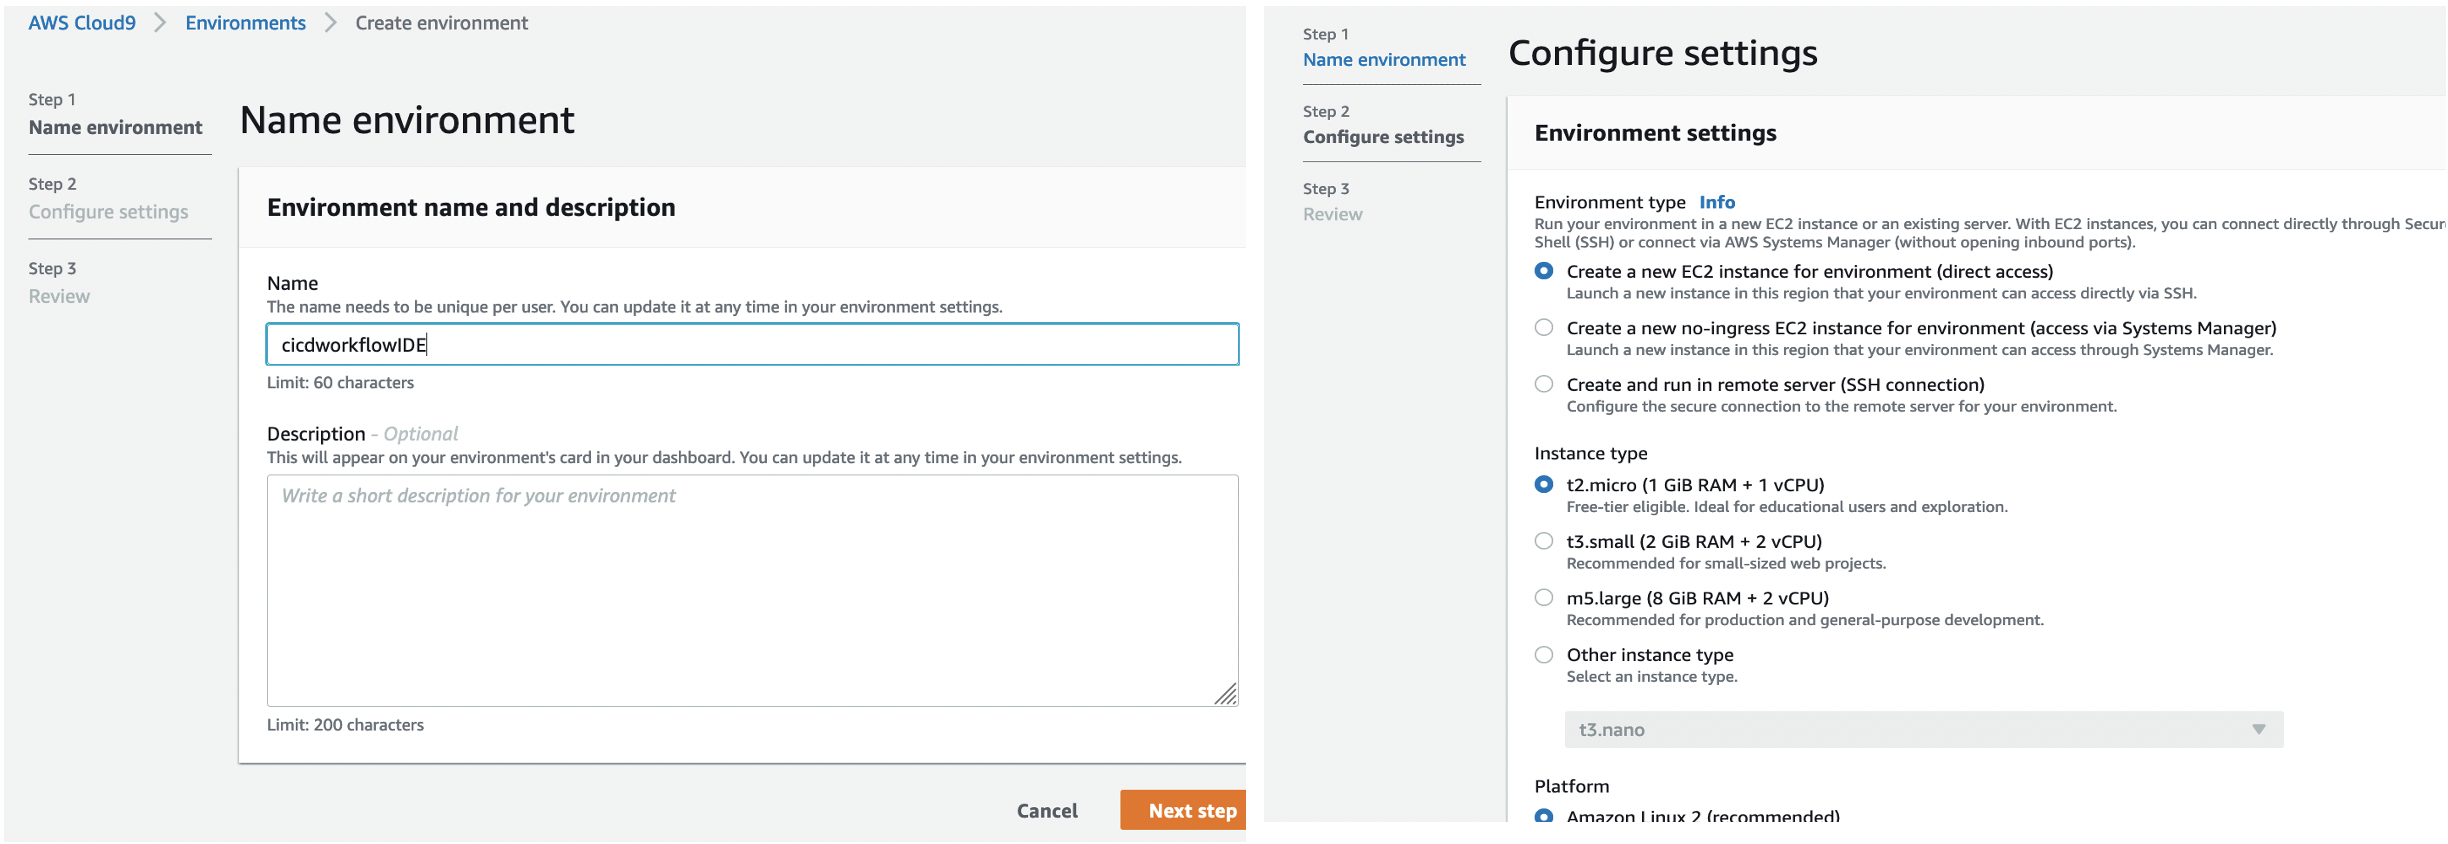 AWS Cloud9 > Environments > Create environment
Step 1
Name environment
Step 2
Configure settings
Step 3
Review
Name environment
Environment name and description
Name
The name needs to be unique per user. You can update it at any time in your environment settings.
cicdworkflowIDE
Limit: 60 characters
Description - Optional
This will appear on your environment's card in your dashboard. You can update it at any time in your environment settings.
Write a short description for your environment
Limit: 200 characters
Cancel
Next step
Step 1
Name environment
Step 2
Configure settings
Step 3
Review
Configure settings
Environment settings
Environment type Info
Run your environment in a new EC2 instance or an existing server. With EC2 instances, you can connect directly through Secure
Shell (SSH) or connect via AWS Systems Manager (without opening inbound ports).
Create a new EC2 instance for environment (direct access)
Launch a new instance in this region that your environment can access directly via SSH.
Create a new no-ingress EC2 instance for environment (access via Systems Manager)
Launch a new instance in this region that your environment can access through Systems Manager.
Create and run in remote server (SSH connection)
Configure the secure connection to the remote server for your environment.
Instance type
t2.micro (1 GiB RAM + 1 vCPU)
Free-tier eligible. Ideal for educational users and exploration.
t3.small (2 GiB RAM + 2 vCPU)
Recommended for small-sized web projects.
m5.large (8 GiB RAM + 2 vCPU)
Recommended for production and general-purpose development.
Other instance type
Select an instance type.
t3.nano
Platform
Amazon Linux 2 (recommended)